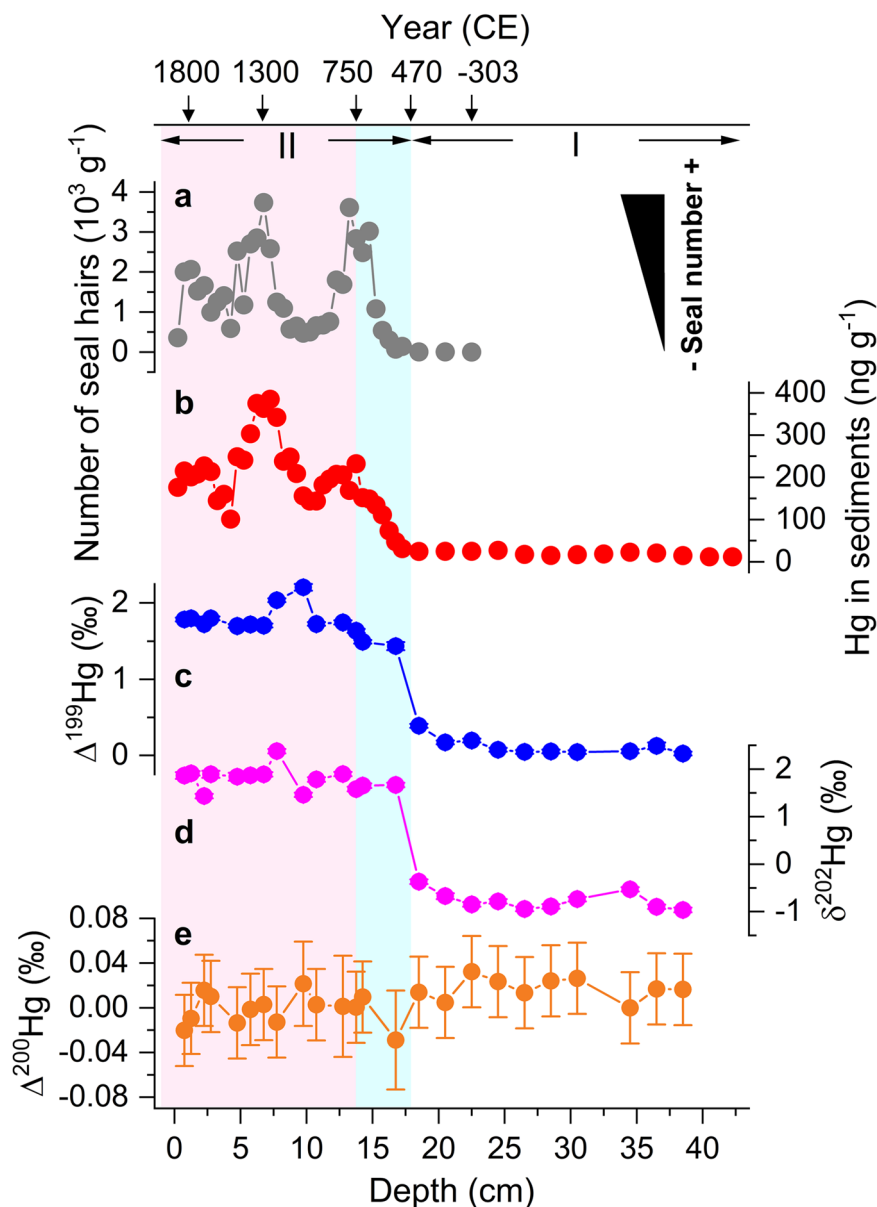 Year (CE)
1800 1300 750 470 -303
II I
a
Number of seal hairs (10³ g⁻¹)
4
3
2
1
0
- Seal number +
b
Hg in sediments (ng g⁻¹)
400
300
200
100
0
c
Δ¹⁹⁹Hg (‰)
2
1
0
d
δ²⁰²Hg (‰)
2
1
0
-1
e
Δ²⁰⁰Hg (‰)
0.08
0.04
0.00
-0.04
-0.08
0 5 10 15 20 25 30 35 40
Depth (cm)